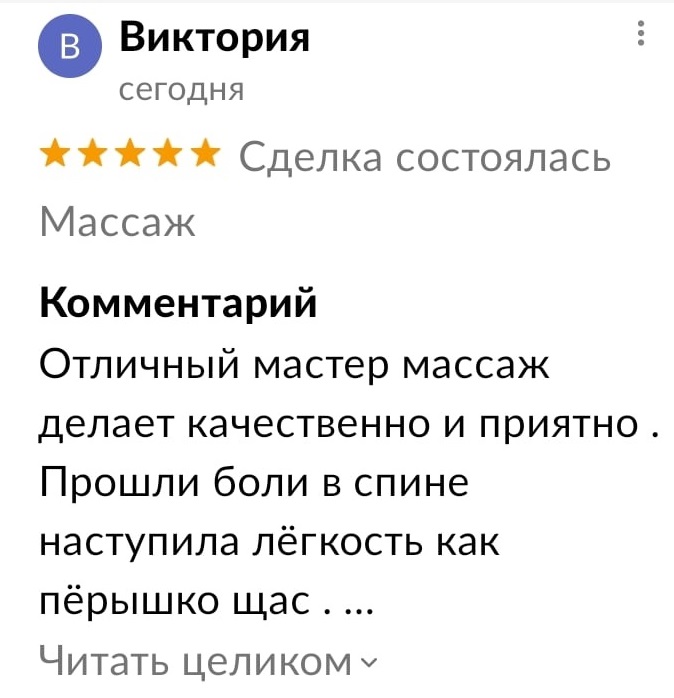 В
Виктория
сегодня
Сделка состоялась
Массаж
Комментарий
Отличный мастер массаж
делает качественно и приятно .
Прошли боли в спине
наступила лёгкость как
пёрышко щас . ...
Читать целиком